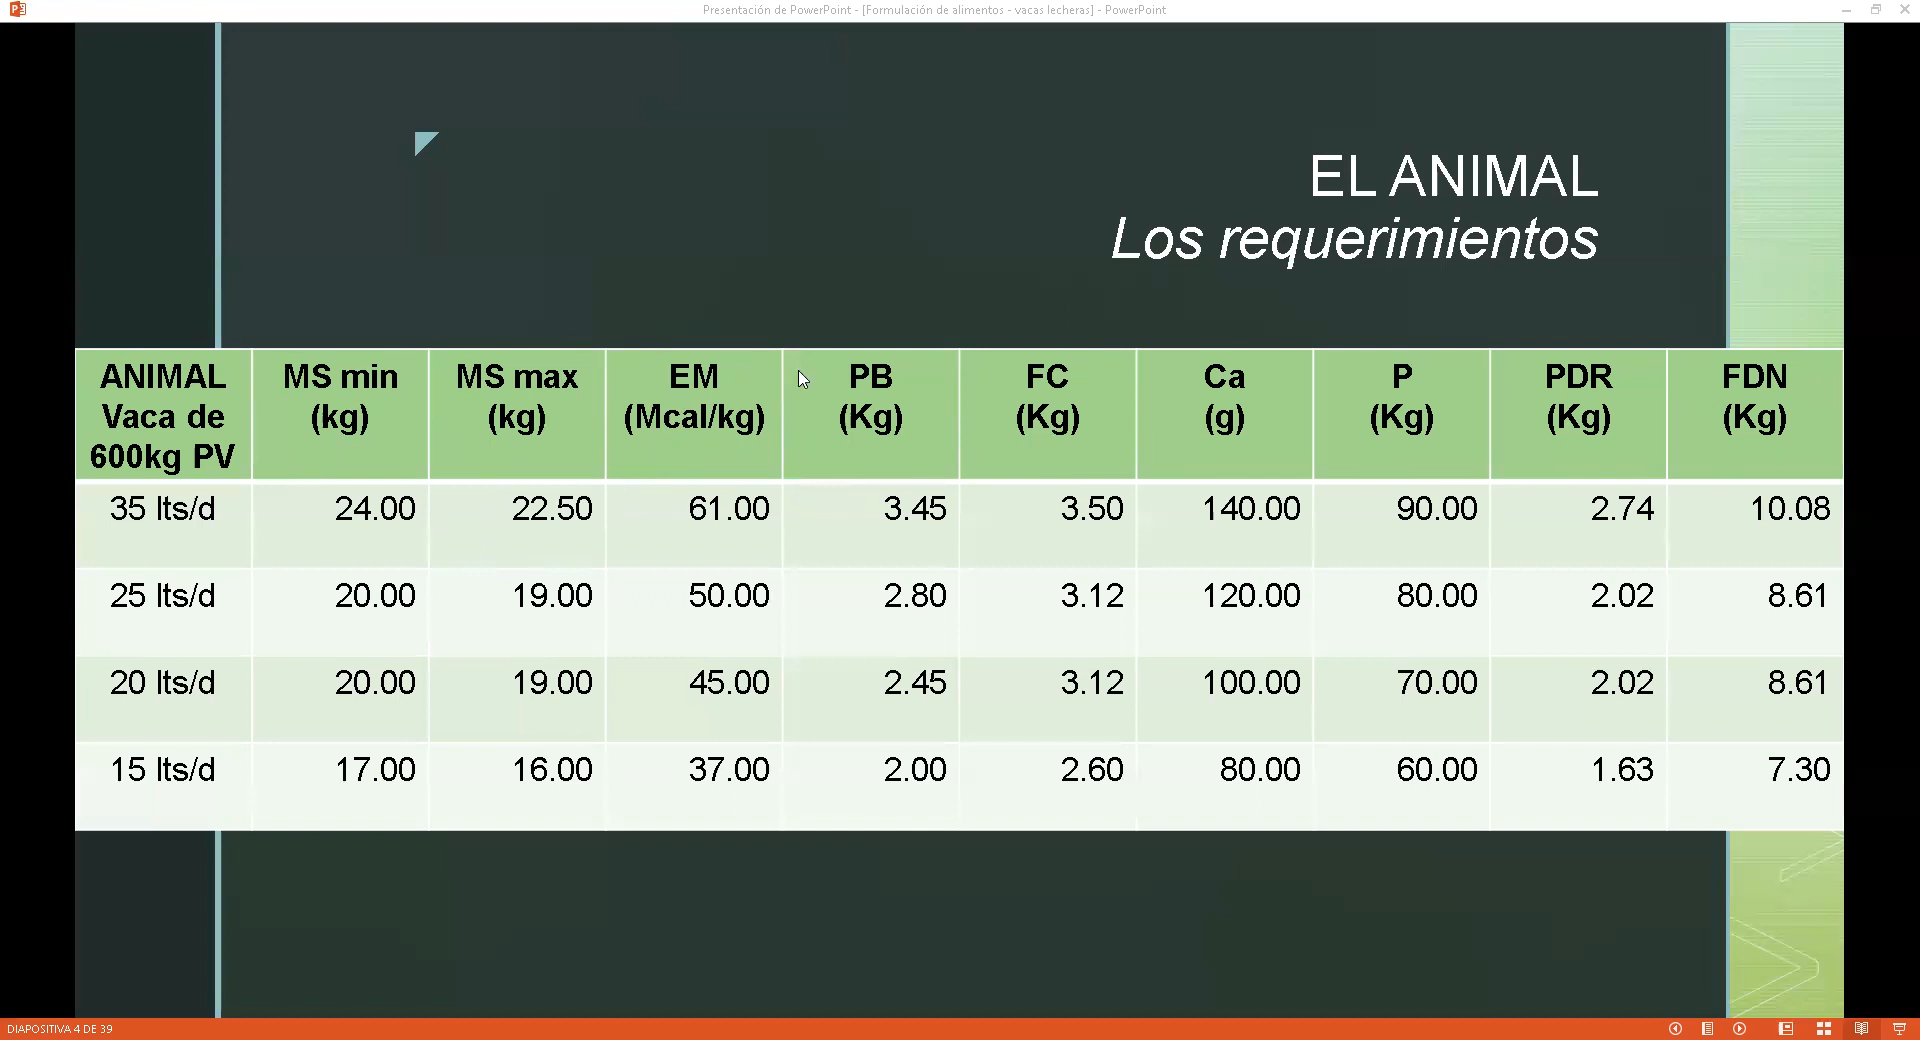 Presentación de PowerPoint - [Formulación de alimentos - vacas lecheras] - PowerPoint
EL ANIMAL
Los requerimientos
ANIMAL Vaca de 600kg PV MS min (kg) MS max (kg) EM (Mcal/kg) PB (Kg) FC (Kg) Ca (g) P (Kg) PDR (Kg) FDN (Kg)
35 lts/d 24.00 22.50 61.00 3.45 3.50 140.00 90.00 2.74 10.08
25 lts/d 20.00 19.00 50.00 2.80 3.12 120.00 80.00 2.02 8.61
20 lts/d 20.00 19.00 45.00 2.45 3.12 100.00 70.00 2.02 8.61
15 lts/d 17.00 16.00 37.00 2.00 2.60 80.00 60.00 1.63 7.30
DIAPOSITIVA 4 DE 39